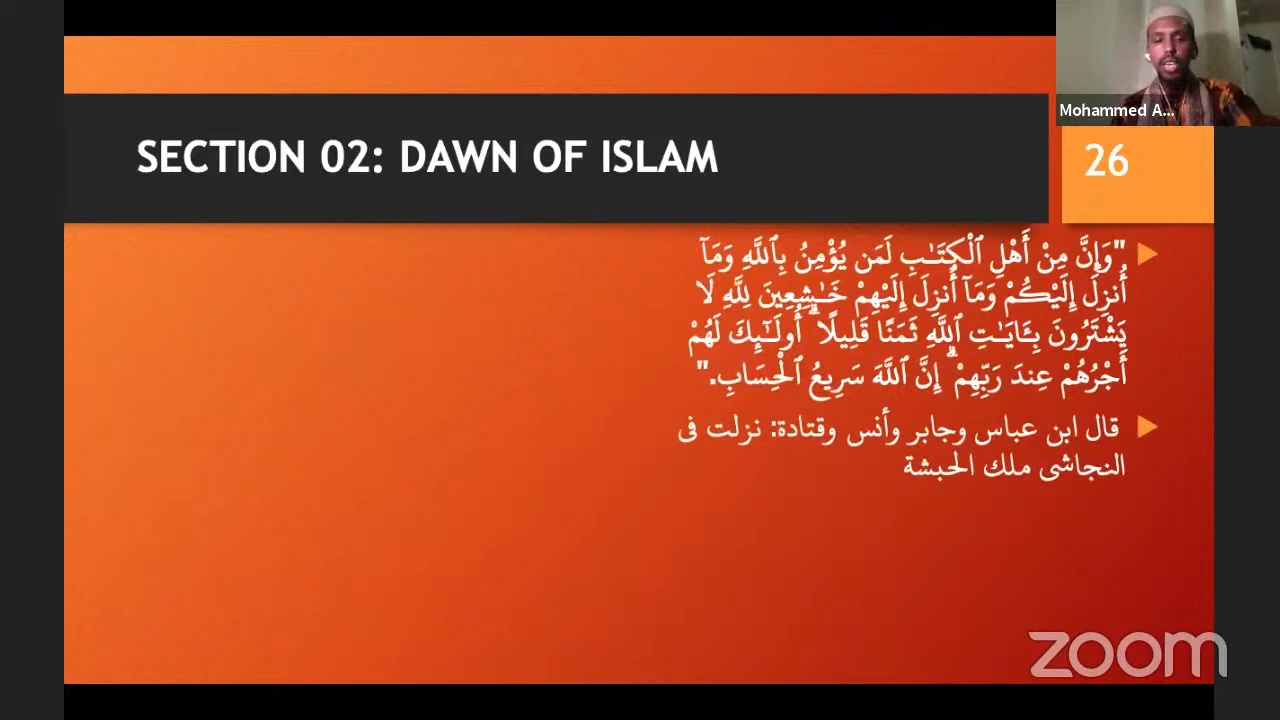 Mohammed A...
SECTION 02: DAWN OF ISLAM
26
"وَإِنَّ مِنْ أَهْلِ ٱلْكِتَـٰبِ لَمَن يُؤْمِنُ بِٱللَّهِ وَمَآ
أُنزِلَ إِلَيْكُمْ وَمَآ أُنزِلَ إِلَيْهِمْ خَـٰشِعِينَ لِلَّهِ لَا
يَشْتَرُونَ بِـَٔايَـٰتِ ٱللَّهِ ثَمَنًا قَلِيلًا ۗ أُولَـٰٓئِكَ لَهُمْ
أَجْرُهُمْ عِندَ رَبِّهِمْ ۗ إِنَّ ٱللَّهَ سَرِيعُ ٱلْحِسَابِ."
قال ابن عباس وجابر وأنس وقتادة: نزلت فى
النجاشى ملك الحبشة
zoom